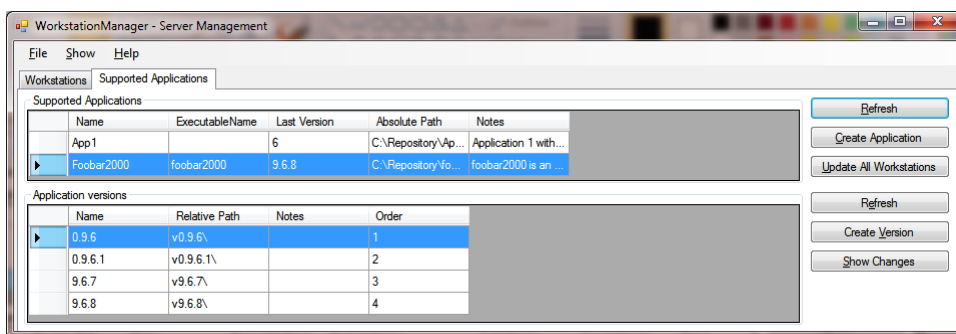 WorkstationManager - Server Management
File Show Help
Workstations Supported Applications
Supported Applications
Name ExecutableName Last Version Absolute Path Notes
App1 6 C:\Repository\Ap... Application 1 with...
Foobar2000 foobar2000 9.6.8 C:\Repository\fo... foobar2000 is an ...
Refresh
Create Application
Update All Workstations
Application versions
Name Relative Path Notes Order
0.9.6 v0.9.6\ 1
0.9.6.1 v0.9.6.1\ 2
9.6.7 v9.6.7\ 3
9.6.8 v9.6.8\ 4
Refresh
Create Version
Show Changes